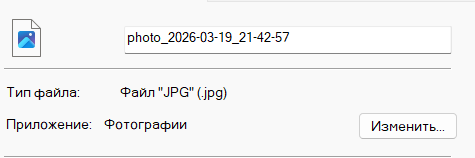 photo_2026-03-19_21-42-57
Тип файла: Файл "JPG" (.jpg)
Приложение: Фотографии Изменить...